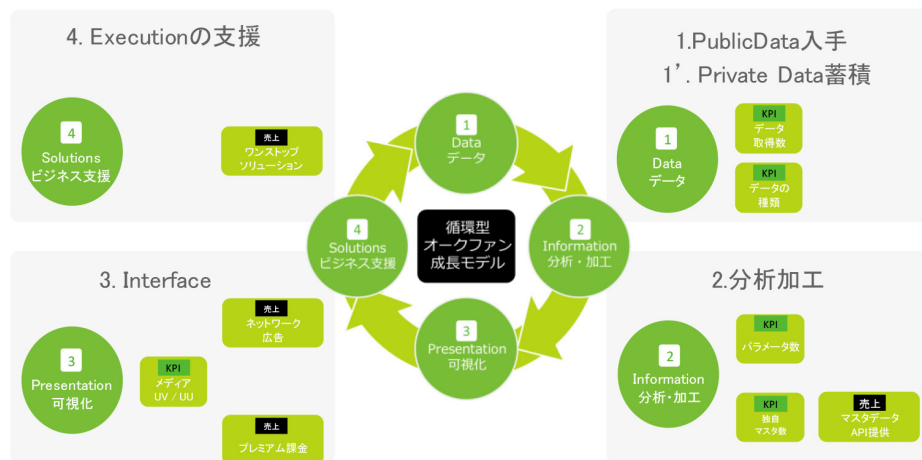 4. Executionの支援
4
Solutions
ビジネス支援
売上
ワンストップ
ソリューション
1.PublicData入手
1’. Private Data蓄積
1
Data
データ
KPI
データ
取得数
KPI
データの
種類
1
Data
データ
2
Information
分析・加工
3
Presentation
可視化
4
Solutions
ビジネス支援
循環型
オークファン
成長モデル
3. Interface
3
Presentation
可視化
KPI
メディア
UV / UU
売上
ネットワーク
広告
売上
プレミアム課金
2.分析加工
2
Information
分析・加工
KPI
パラメータ数
KPI
独自
マスタ数
売上
マスタデータ
API提供